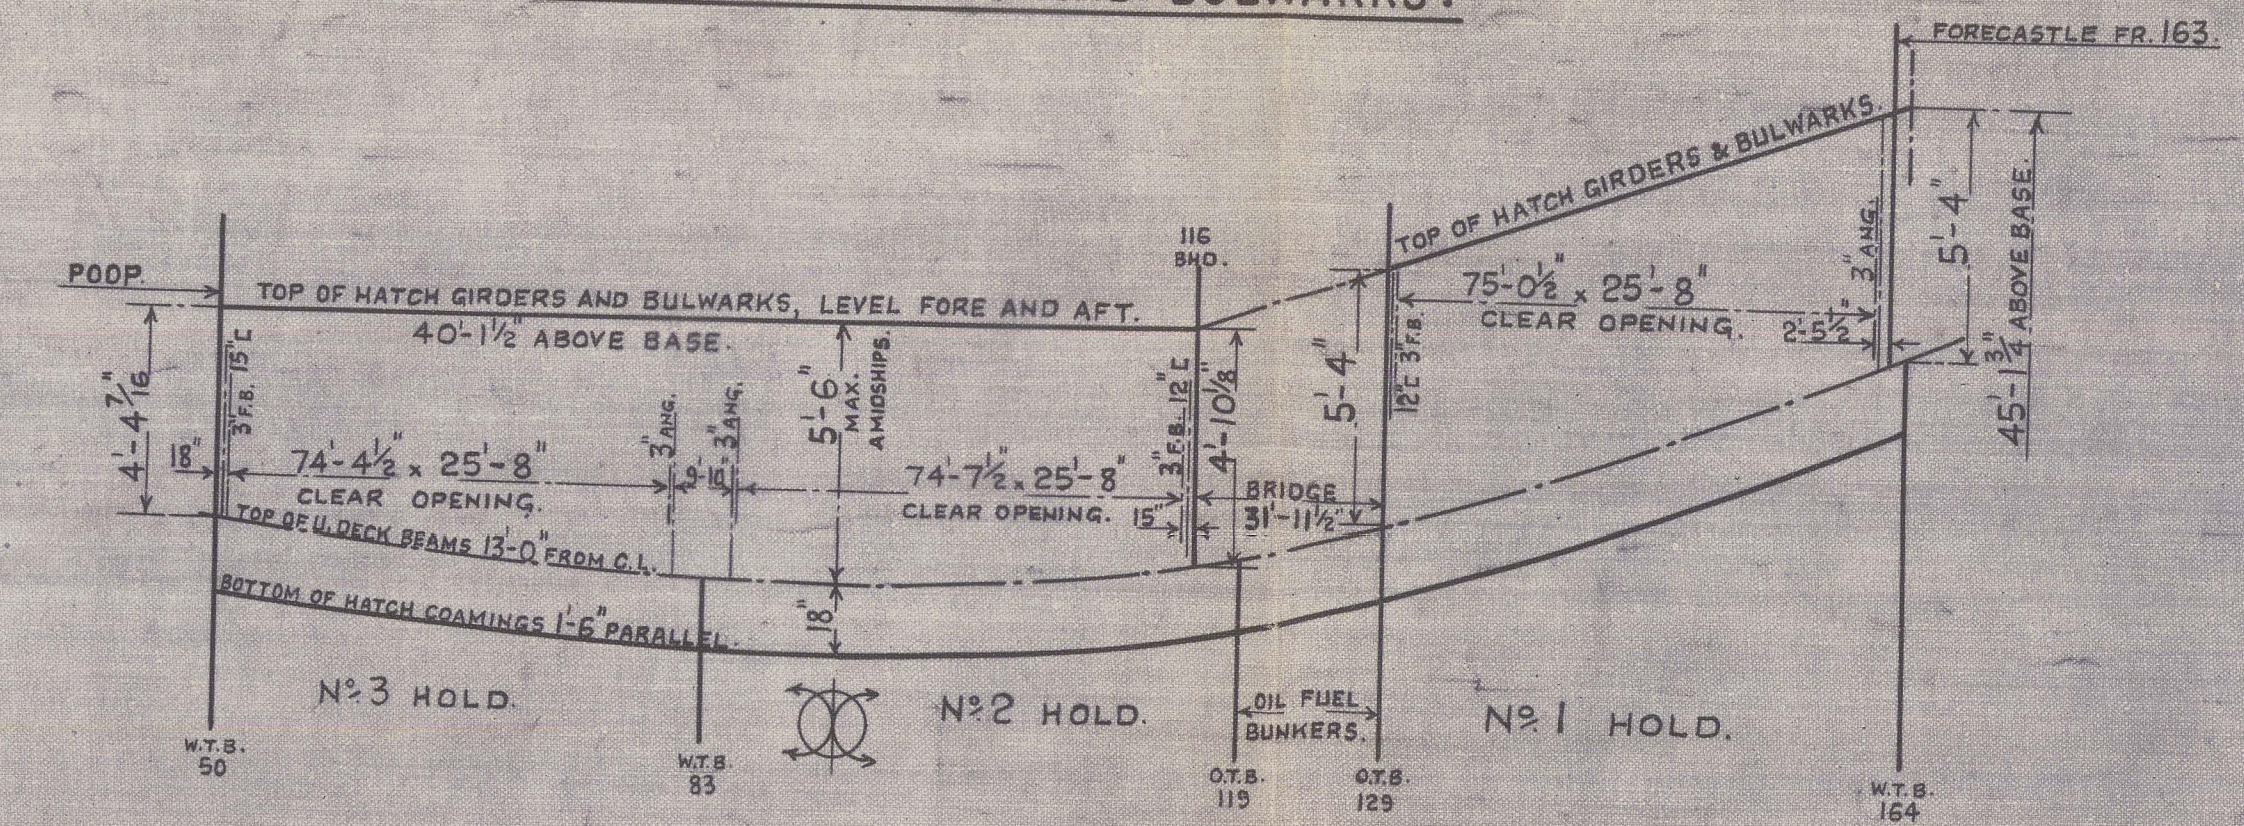 BULWARKS.
FORECASTLE FR. 163.
POOP.
TOP OF HATCH GIRDERS AND BULWARKS, LEVEL FORE AND AFT.
40'-1½" ABOVE BASE.
116
BHD.
TOP OF HATCH GIRDERS & BULWARKS.
4'-4 7/16"
18"
3" F.B. 15" [
74'-4½" x 25'-8"
CLEAR OPENING.
3" ANG.
9'-10"
3" ANG.
5'-6"
MAX.
AMIDSHIPS.
74'-7½" x 25'-8"
CLEAR OPENING.
15"
3" F.B. 12" [
4'-10⅛"
BRIDGE
31'-11½"
5'-4"
12" [ 3" F.B.
75'-0½" x 25'-8"
CLEAR OPENING.
2'-5½"
3" ANG.
5'-4"
45'-1¾" ABOVE BASE.
TOP OF U. DECK BEAMS 13'-0" FROM C.L.
BOTTOM OF HATCH COAMINGS 1'-6" PARALLEL.
18"
Nº 3 HOLD.
Nº 2 HOLD.
OIL FUEL
BUNKERS.
Nº 1 HOLD.
W.T.B.
50
W.T.B.
83
O.T.B.
119
O.T.B.
129
W.T.B.
164